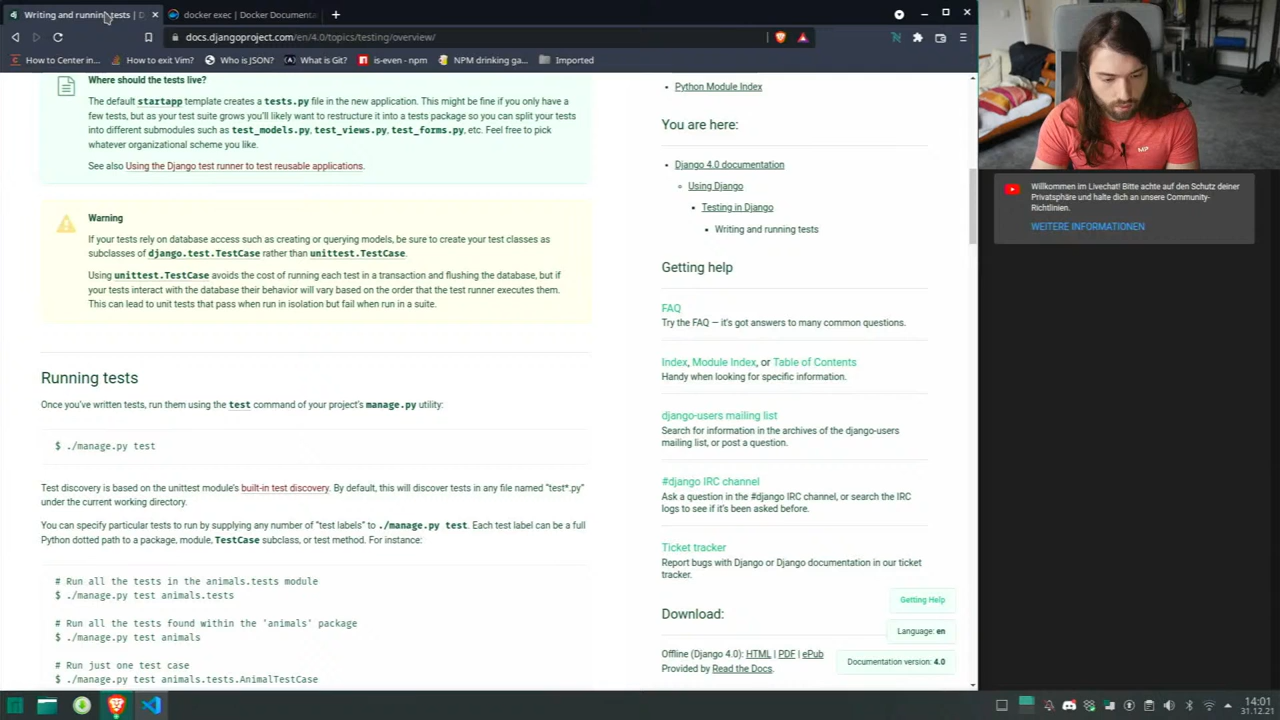 Writing and running tests | D
docker exec | Docker Documenta
docs.djangoproject.com/en/4.0/topics/testing/overview/
How to Center in...
How to exit Vim?
Who is JSON?
What is Git?
is-even - npm
NPM drinking ga...
Imported
Where should the tests live?
The default startapp template creates a tests.py file in the new application. This might be fine if you only have a
few tests, but as your test suite grows you'll likely want to restructure it into a tests package so you can split your tests
into different submodules such as test_models.py, test_views.py, test_forms.py, etc. Feel free to pick
whatever organizational scheme you like.
See also Using the Django test runner to test reusable applications.
Warning
If your tests rely on database access such as creating or querying models, be sure to create your test classes as
subclasses of django.test.TestCase rather than unittest.TestCase.
Using unittest.TestCase avoids the cost of running each test in a transaction and flushing the database, but if
your tests interact with the database their behavior will vary based on the order that the test runner executes them.
This can lead to unit tests that pass when run in isolation but fail when run in a suite.
Running tests
Once you've written tests, run them using the test command of your project's manage.py utility:
$ ./manage.py test
Test discovery is based on the unittest module's built-in test discovery. By default, this will discover tests in any file named "test*.py"
under the current working directory.
You can specify particular tests to run by supplying any number of "test labels" to ./manage.py test. Each test label can be a full
Python dotted path to a package, module, TestCase subclass, or test method. For instance:
# Run all the tests in the animals.tests module
$ ./manage.py test animals.tests
# Run all the tests found within the 'animals' package
$ ./manage.py test animals
# Run just one test case
$ ./manage.py test animals.tests.AnimalTestCase
Python Module Index
You are here:
Django 4.0 documentation
Using Django
Testing in Django
Writing and running tests
Getting help
FAQ
Try the FAQ — it's got answers to many common questions.
Index, Module Index, or Table of Contents
Handy when looking for specific information.
django-users mailing list
Search for information in the archives of the django-users
mailing list, or post a question.
#django IRC channel
Ask a question in the #django IRC channel, or search the IRC
logs to see if it's been asked before.
Ticket tracker
Report bugs with Django or Django documentation in our ticket
tracker.
Download:
Offline (Django 4.0): HTML | PDF | ePub
Provided by Read the Docs.
Getting Help
Language: en
Documentation version: 4.0
MP
Willkommen im Livechat! Bitte achte auf den Schutz deiner
Privatsphäre und halte dich an unsere Community-
Richtlinien.
WEITERE INFORMATIONEN
14:01
31.12.21